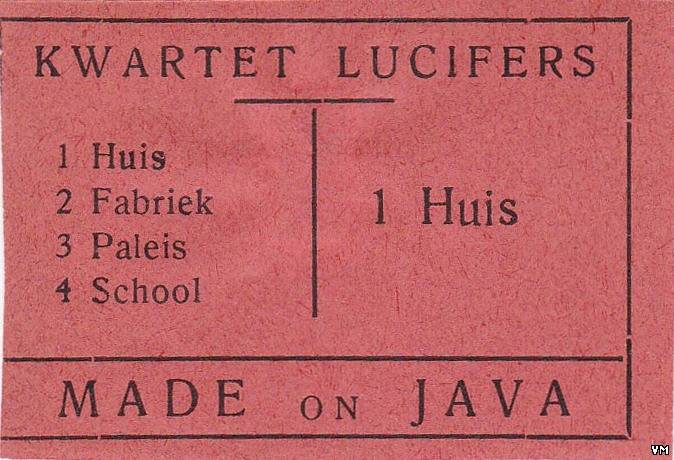 KWARTET LUCIFERS
1 Huis
2 Fabriek
3 Paleis
4 School
1 Huis
MADE ON JAVA
VM